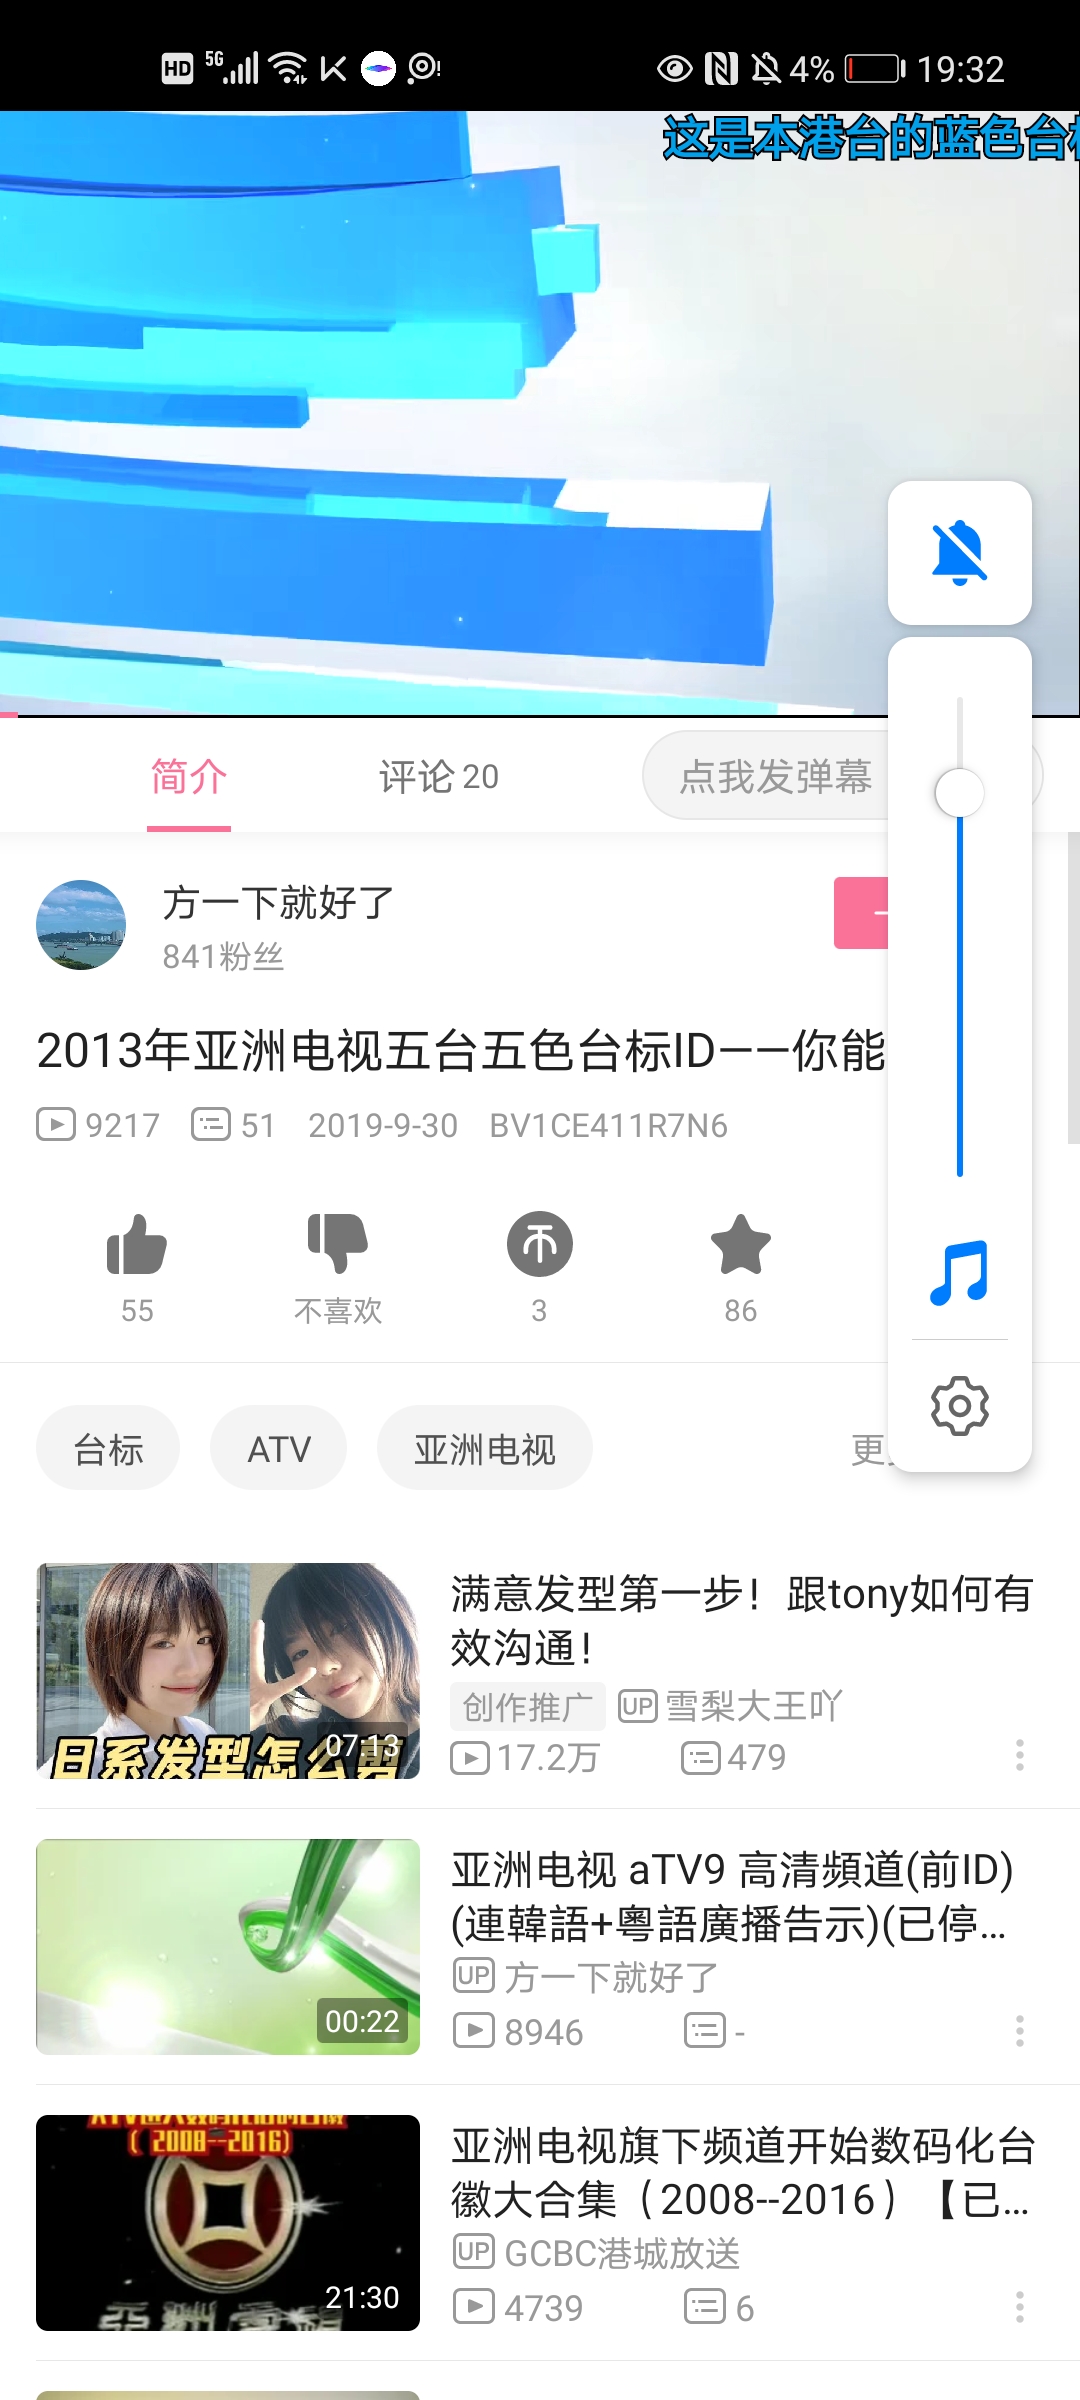 HD 5G 4% 19:32
这是本港台的蓝色台标
简介 评论 20 点我发弹幕
方一下就好了
841粉丝
2013年亚洲电视五台五色台标ID——你能
9217 51 2019-9-30 BV1CE411R7N6
55 不喜欢 3 86
台标 ATV 亚洲电视 更
满意发型第一步！跟tony如何有
效沟通！
创作推广 UP 雪梨大王吖
17.2万 479
日系发型怎么剪
07:13
亚洲电视 aTV9 高清頻道(前ID)
(連韓語+粵語廣播告示)(已停...
UP 方一下就好了
8946 -
00:22
亚洲电视旗下频道开始数码化台
徽大合集（2008--2016）【已...
UP GCBC港城放送
4739 6
( 2008--2016)
21:30